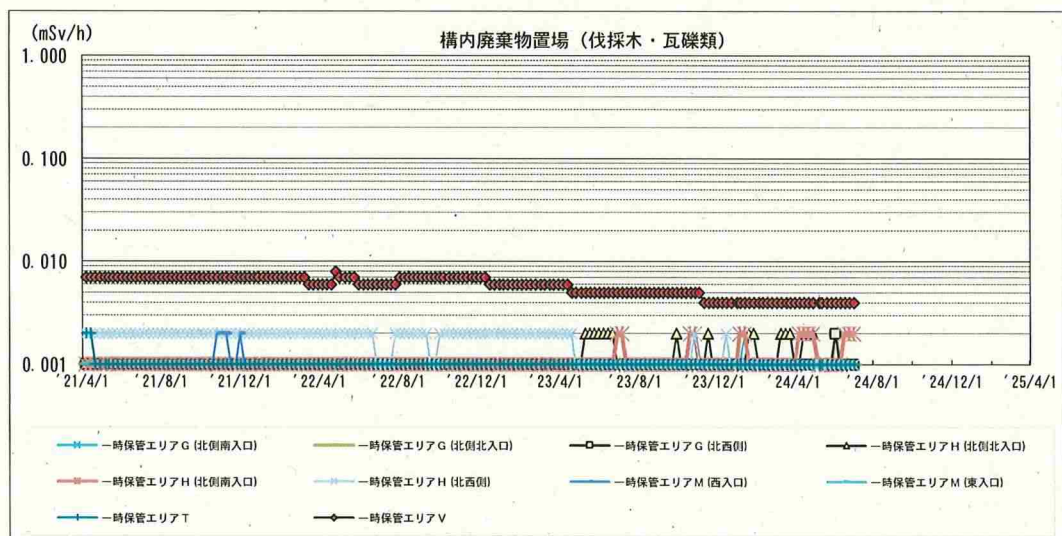 (mSv/h)
構内廃棄物置場（伐採木・瓦礫類）
1.000
0.100
0.010
0.001
'21/4/1 '21/8/1 '21/12/1 '22/4/1 '22/8/1 '22/12/1 '23/4/1 '23/8/1 '23/12/1 '24/4/1 '24/8/1 '24/12/1 '25/4/1
一時保管エリアG（北側南入口） 一時保管エリアG（北側北入口） 一時保管エリアG（北西側） 一時保管エリアH（北側北入口）
一時保管エリアH（北側南入口） 一時保管エリアH（北西側） 一時保管エリアM（西入口） 一時保管エリアM（東入口）
一時保管エリアT 一時保管エリアV